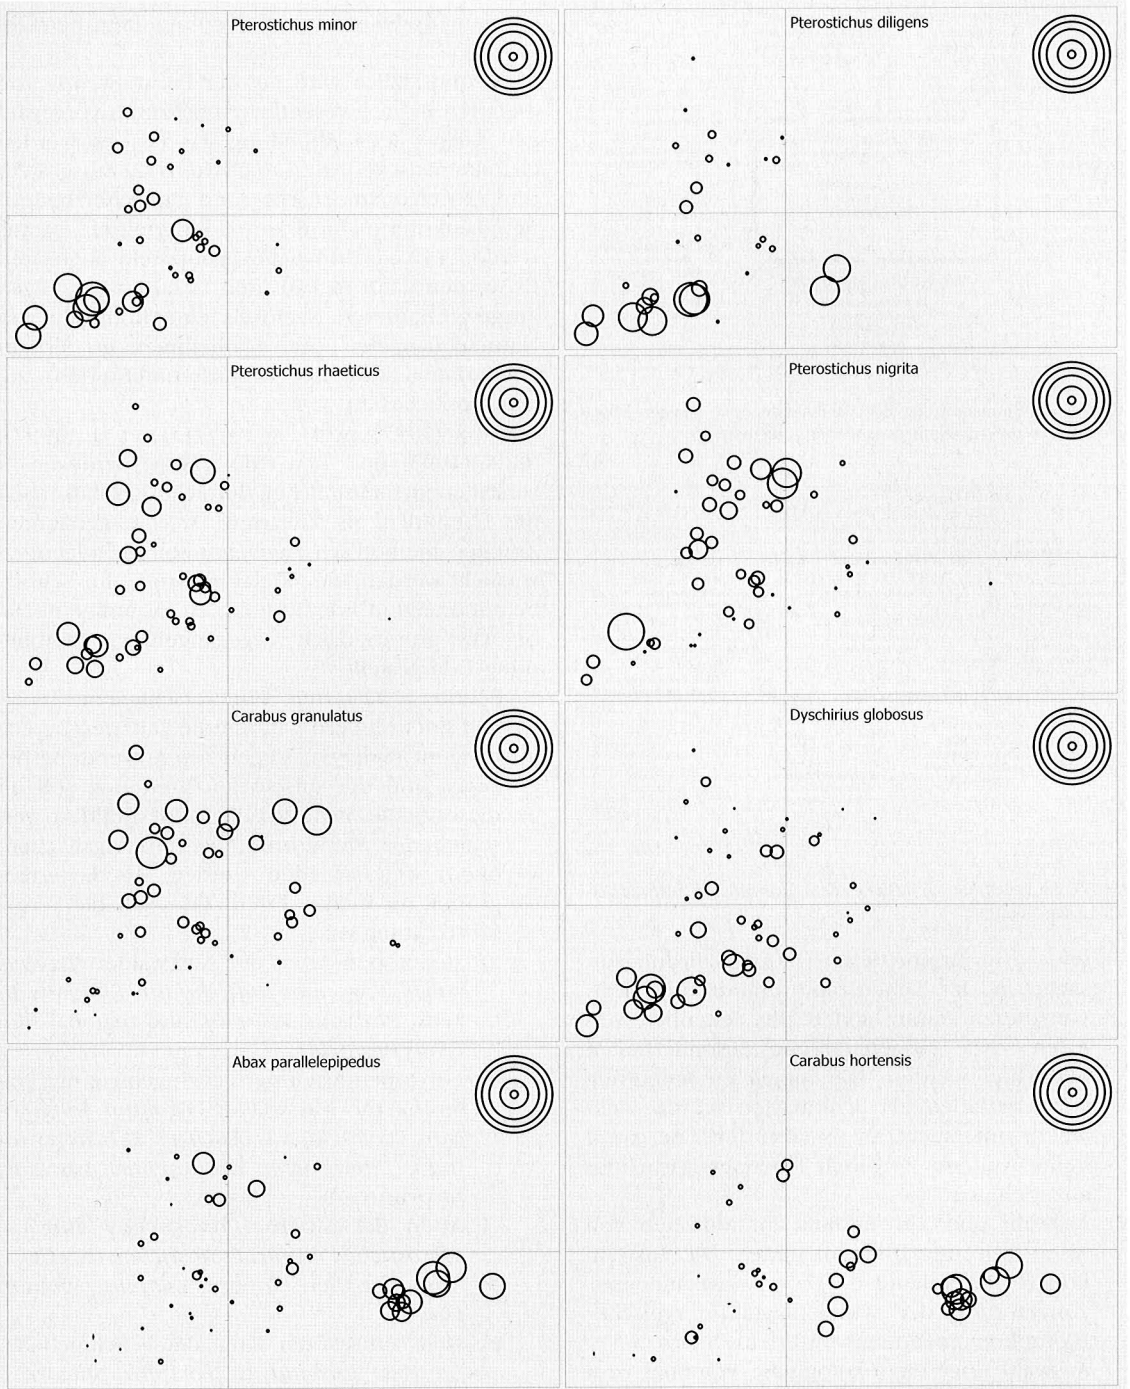 Pterostichus minor
Pterostichus diligens
Pterostichus rhaeticus
Pterostichus nigrita
Carabus granulatus
Dyschirius globosus
Abax parallelepipedus
Carabus hortensis